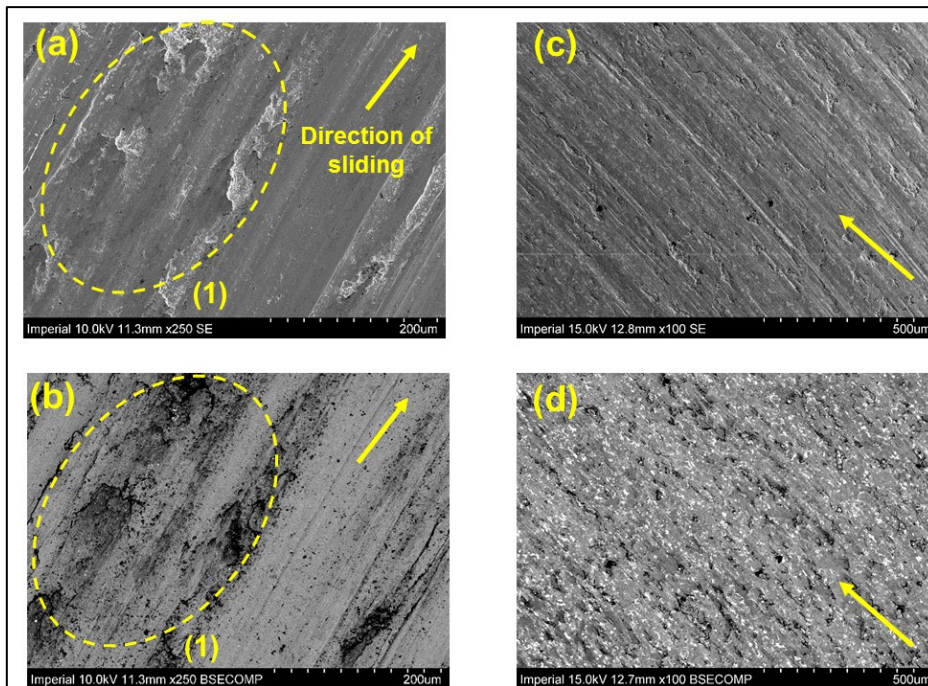 (a)
Direction of
sliding
(1)
Imperial 10.0kV 11.3mm x250 SE
200um
(c)
Imperial 15.0kV 12.8mm x100 SE
500um
(b)
(1)
Imperial 10.0kV 11.3mm x250 BSECOMP
200um
(d)
Imperial 15.0kV 12.7mm x100 BSECOMP
500um